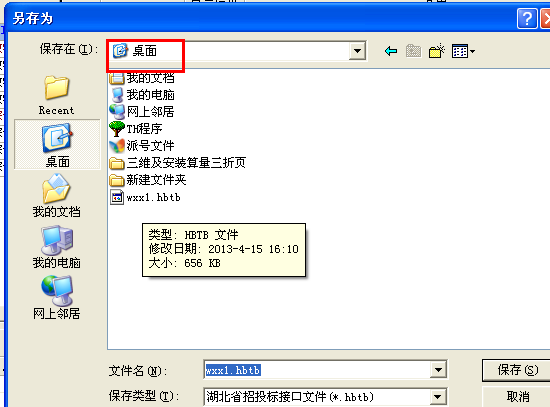 另存为
保存在(I):
桌面
我的文档
我的电脑
网上邻居
TH程序
派号文件
三维及安装算量三折页
新建文件夹
wxx1.hbtb
类型: HBTB 文件
修改日期: 2013-4-15 16:10
大小: 656 KB
Recent
桌面
我的文档
我的电脑
网上邻居
文件名(N):
wxx1.hbtb
保存(S)
保存类型(T):
湖北省招投标接口文件(*.hbtb)
取消